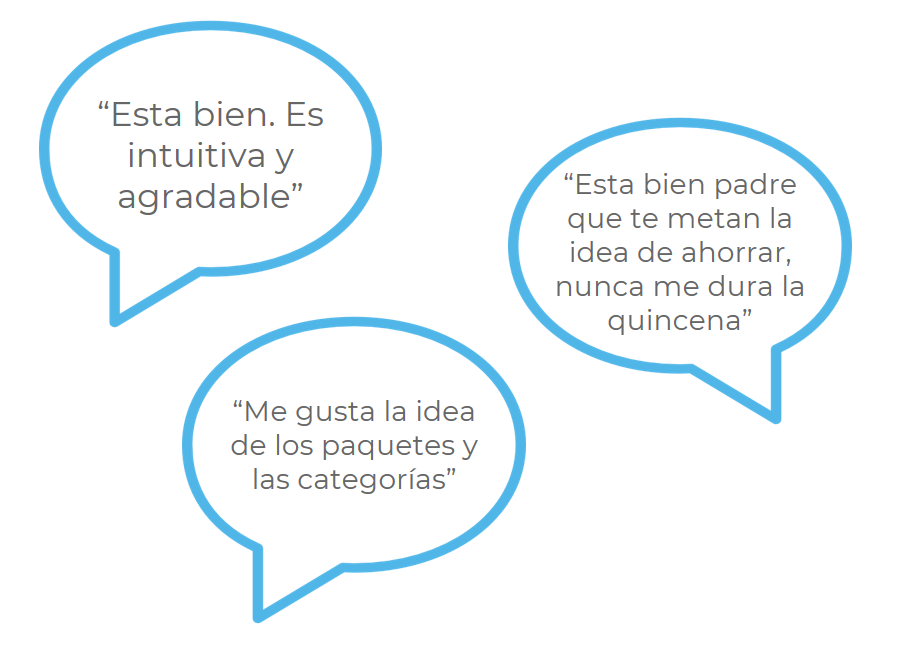 “Esta bien. Es
intuitiva y
agradable”
“Esta bien padre
que te metan la
idea de ahorrar,
nunca me dura la
quincena”
“Me gusta la idea
de los paquetes y
las categorías”